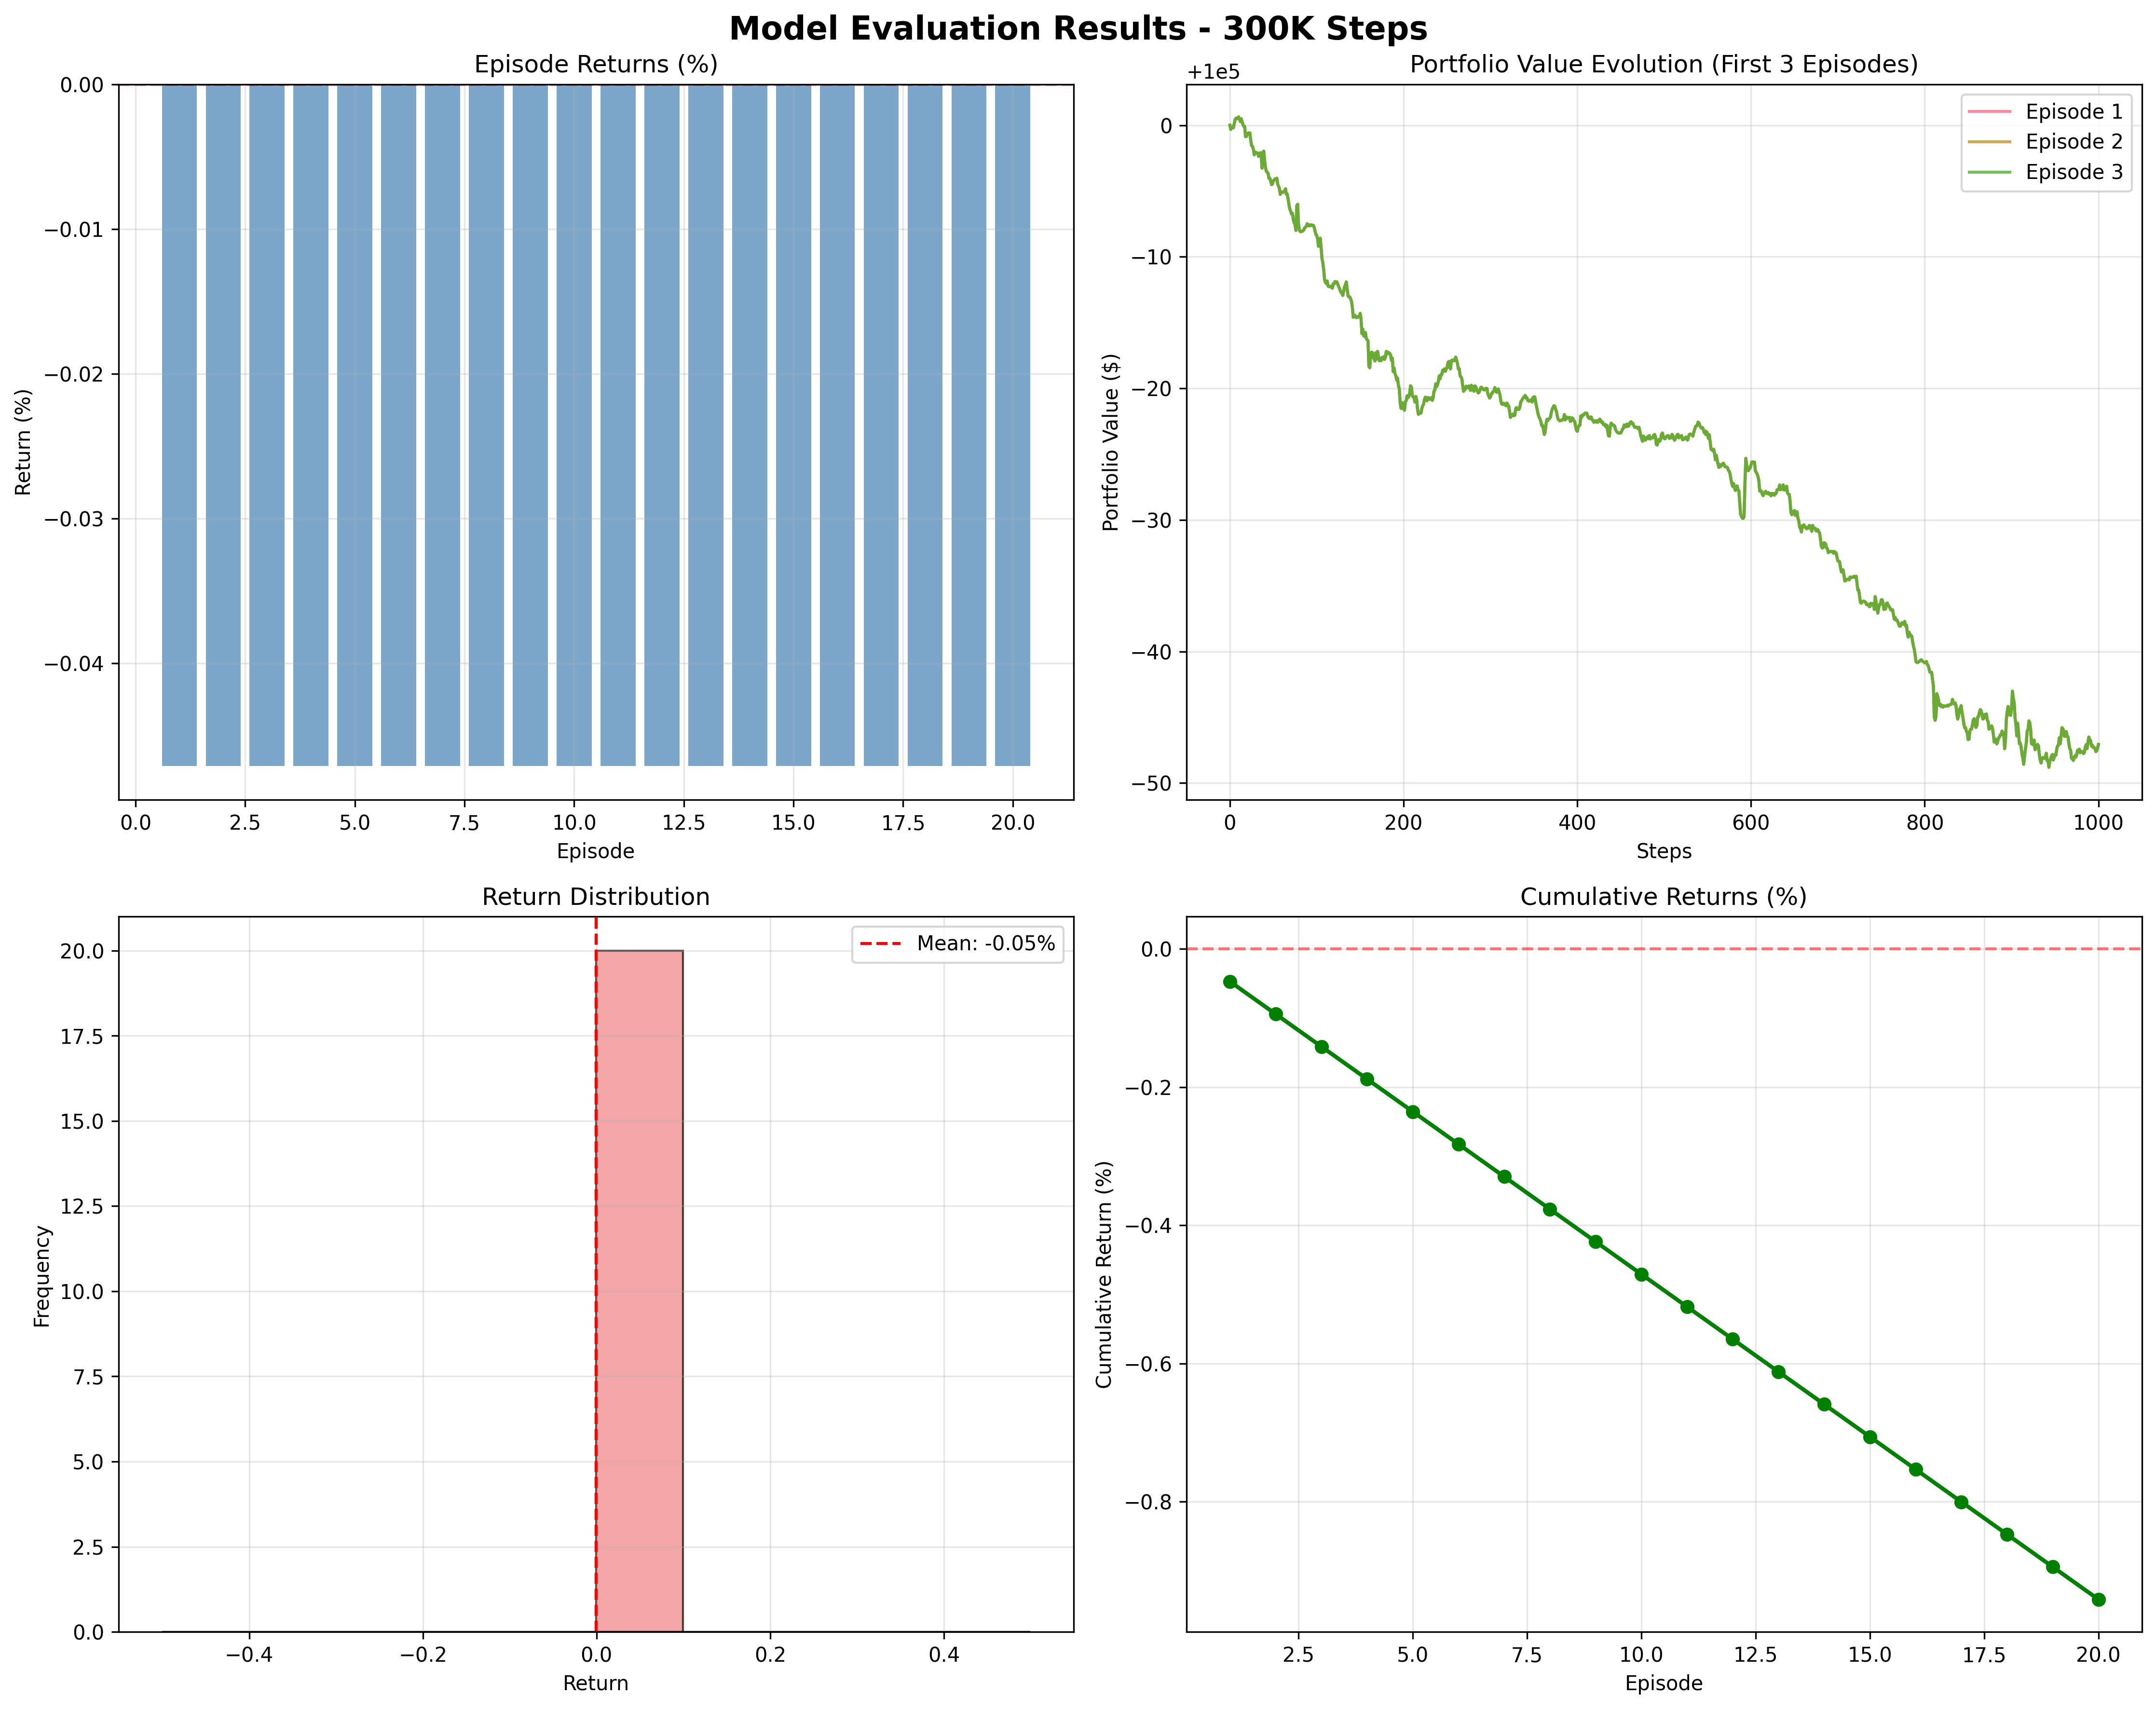 Model Evaluation Results - 300K Steps
Episode Returns (%)
0.00
−0.01
−0.02
−0.03
−0.04
Return (%)
0.0 2.5 5.0 7.5 10.0 12.5 15.0 17.5 20.0
Episode
Portfolio Value Evolution (First 3 Episodes)
+1e5
Episode 1
Episode 2
Episode 3
0
−10
−20
−30
−40
−50
Portfolio Value ($)
0 200 400 600 800 1000
Steps
Return Distribution
Mean: -0.05%
20.0
17.5
15.0
12.5
10.0
7.5
5.0
2.5
0.0
Frequency
−0.4 −0.2 0.0 0.2 0.4
Return
Cumulative Returns (%)
0.0
−0.2
−0.4
−0.6
−0.8
Cumulative Return (%)
2.5 5.0 7.5 10.0 12.5 15.0 17.5 20.0
Episode